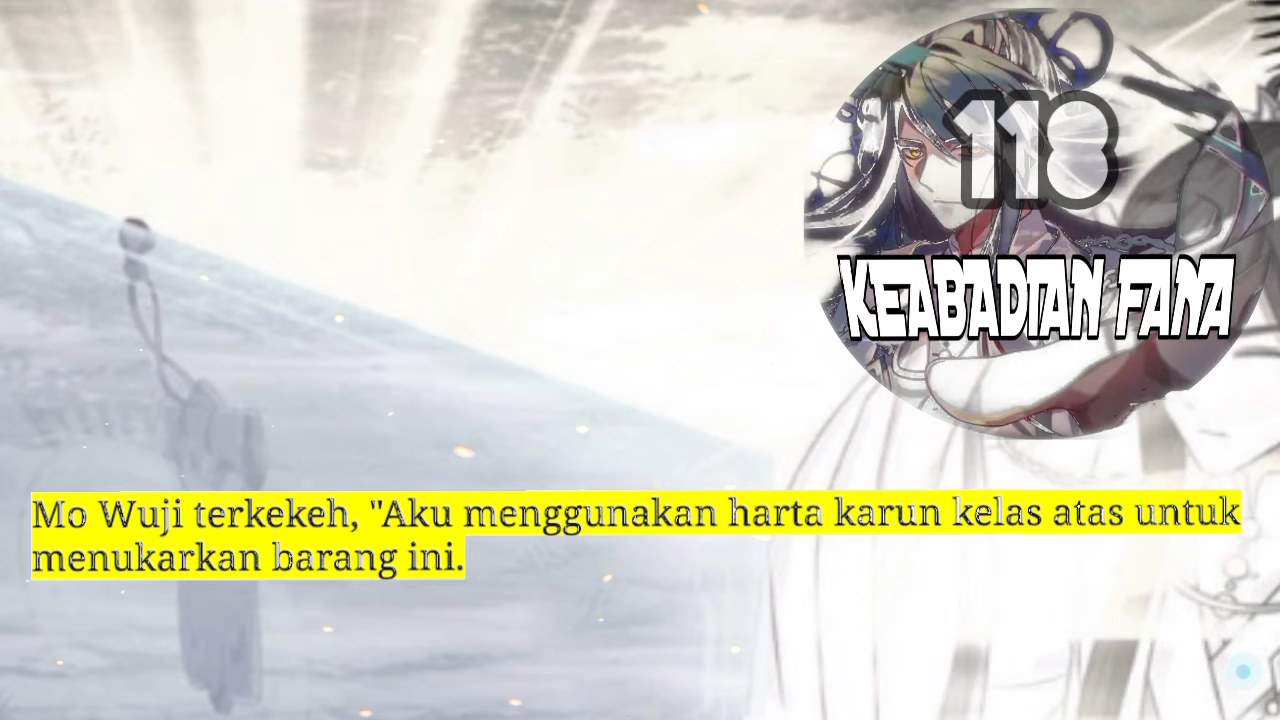 118
KEABADIAN FANA
Mo Wuji terkekeh, "Aku menggunakan harta karun kelas atas untuk
menukarkan barang ini.